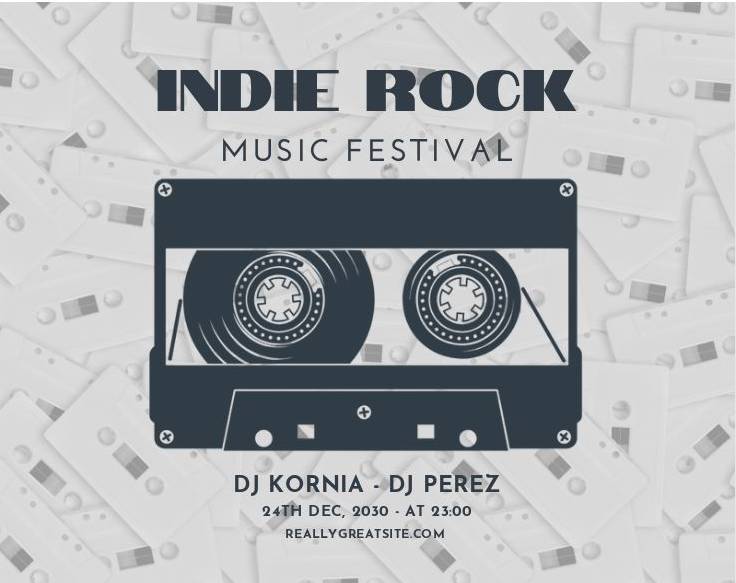 INDIE ROCK
MUSIC FESTIVAL
DJ KORNIA - DJ PEREZ
24TH DEC, 2030 - AT 23:00
REALLYGREATSITE.COM